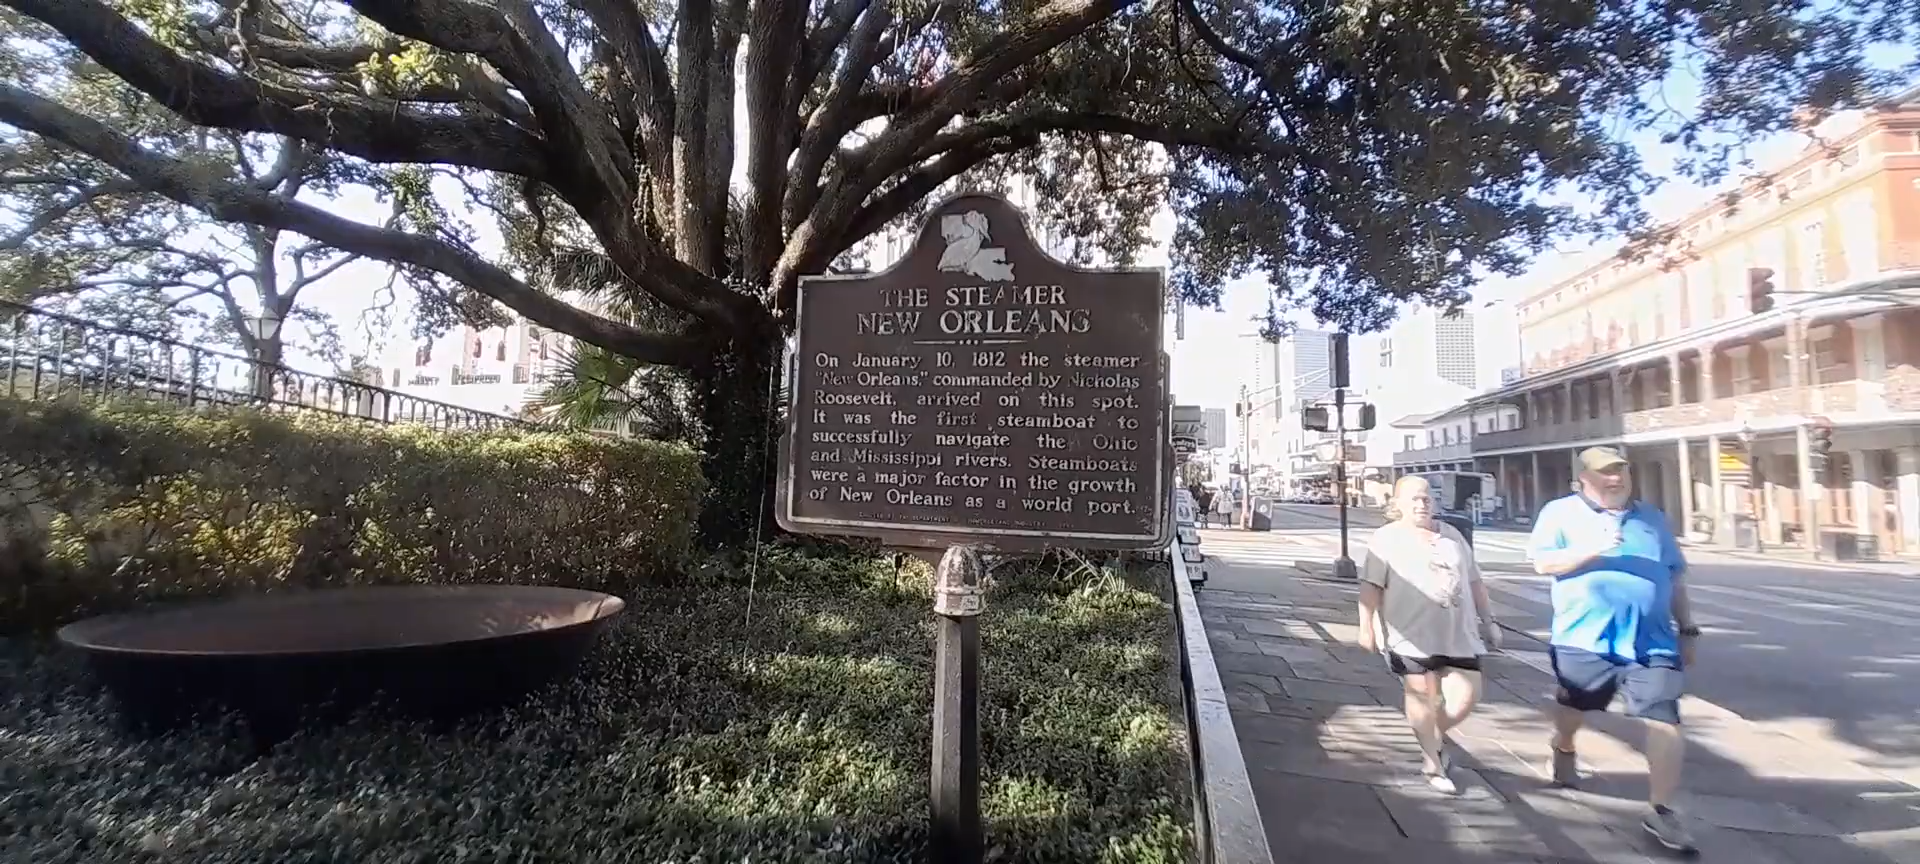 THE STEAMER
NEW ORLEANS
On January 10, 1812 the steamer
"New Orleans," commanded by Nicholas
Roosevelt, arrived on this spot.
It was the first steamboat to
successfully navigate the Ohio
and Mississippi rivers. Steamboats
were a major factor in the growth
of New Orleans as a world port.